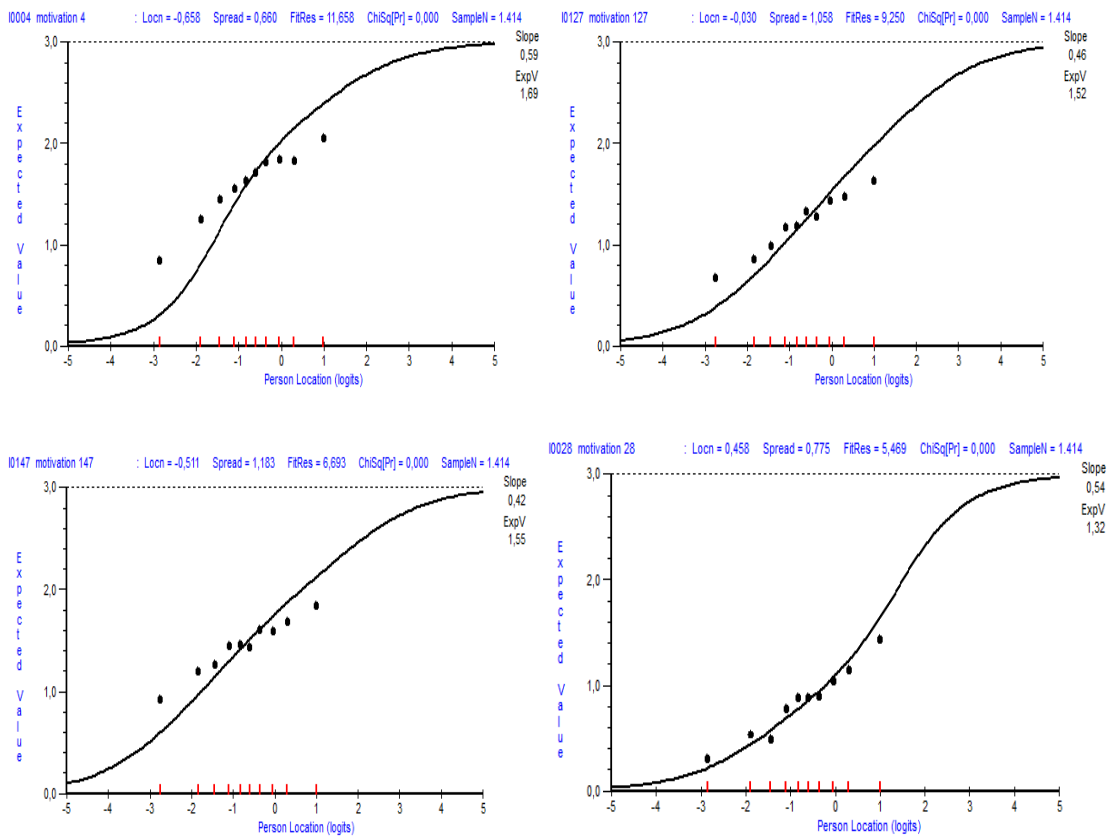 I0004 motivation 4 : Locn = -0,658 Spread = 0,660 FitRes = 11,658 ChiSq[Pr] = 0,000 SampleN = 1.414
Slope
0,59
ExpV
1,69
Expected Value
3,0
2,0
1,0
0,0
-5 -4 -3 -2 -1 0 1 2 3 4 5
Person Location (logits)
I0127 motivation 127 : Locn = -0,030 Spread = 1,058 FitRes = 9,250 ChiSq[Pr] = 0,000 SampleN = 1.414
Slope
0,46
ExpV
1,52
Expected Value
3,0
2,0
1,0
0,0
-5 -4 -3 -2 -1 0 1 2 3 4 5
Person Location (logits)
I0147 motivation 147 : Locn = -0,511 Spread = 1,183 FitRes = 6,693 ChiSq[Pr] = 0,000 SampleN = 1.414
Slope
0,42
ExpV
1,55
Expected Value
3,0
2,0
1,0
0,0
-5 -4 -3 -2 -1 0 1 2 3 4 5
Person Location (logits)
I0028 motivation 28 : Locn = 0,458 Spread = 0,775 FitRes = 5,469 ChiSq[Pr] = 0,000 SampleN = 1.414
Slope
0,54
ExpV
1,32
Expected Value
3,0
2,0
1,0
0,0
-5 -4 -3 -2 -1 0 1 2 3 4 5
Person Location (logits)